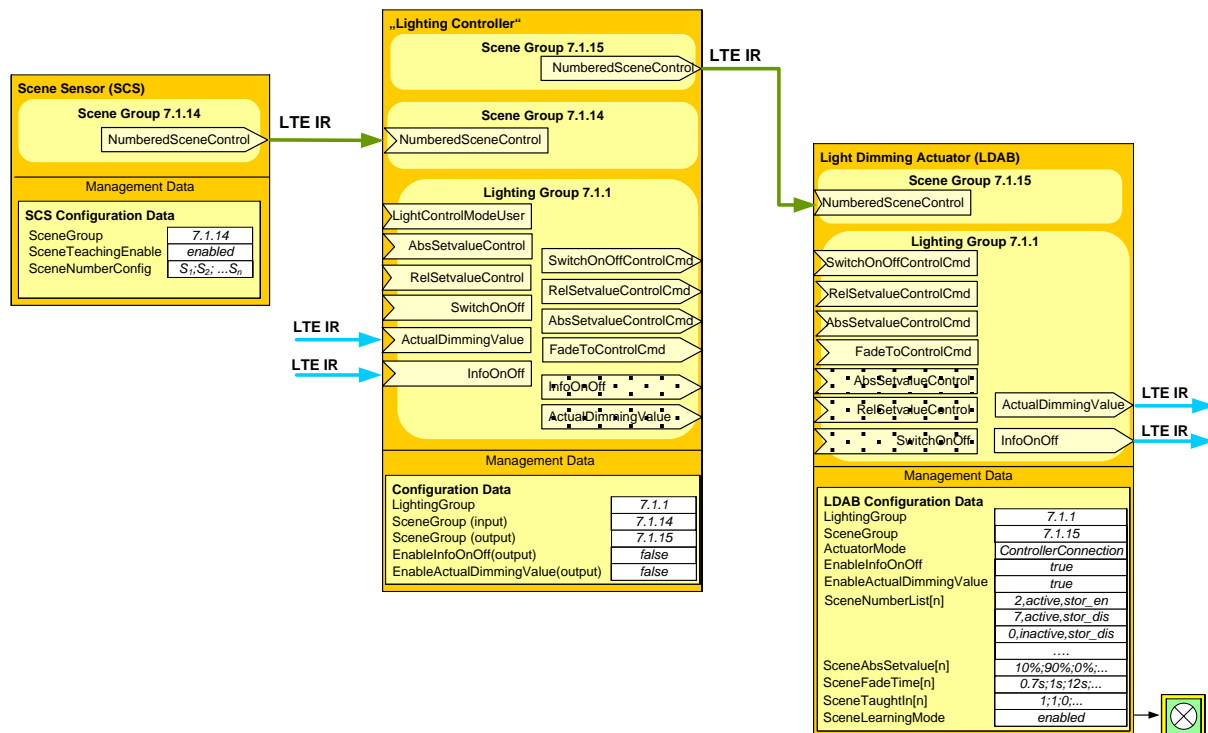 Scene Sensor (SCS)
Scene Group 7.1.14
NumberedSceneControl
Management Data
SCS Configuration Data
SceneGroup 7.1.14
SceneTeachingEnable enabled
SceneNumberConfig S1;S2; ...Sn
LTE IR
„Lighting Controller“
Scene Group 7.1.15
NumberedSceneControl
Scene Group 7.1.14
NumberedSceneControl
Lighting Group 7.1.1
LightControlModeUser
AbsSetvalueControl
RelSetvalueControl
SwitchOnOff
ActualDimmingValue
InfoOnOff
SwitchOnOffControlCmd
RelSetvalueControlCmd
AbsSetvalueControlCmd
FadeToControlCmd
InfoOnOff
ActualDimmingValue
LTE IR
LTE IR
Management Data
Configuration Data
LightingGroup 7.1.1
SceneGroup (input) 7.1.14
SceneGroup (output) 7.1.15
EnableInfoOnOff(output) false
EnableActualDimmingValue(output) false
LTE IR
Light Dimming Actuator (LDAB)
Scene Group 7.1.15
NumberedSceneControl
Lighting Group 7.1.1
SwitchOnOffControlCmd
RelSetvalueControlCmd
AbsSetvalueControlCmd
FadeToControlCmd
AbsSetvalueControl
RelSetvalueControl
SwitchOnOff
ActualDimmingValue
InfoOnOff
LTE IR
LTE IR
Management Data
LDAB Configuration Data
LightingGroup 7.1.1
SceneGroup 7.1.15
ActuatorMode ControllerConnection
EnableInfoOnOff true
EnableActualDimmingValue true
SceneNumberList[n] 2,active,stor_en
7,active,stor_dis
0,inactive,stor_dis
....
SceneAbsSetvalue[n] 10%;90%;0%;...
SceneFadeTime[n] 0.7s;1s;12s;...
SceneTaughtIn[n] 1;1;0;...
SceneLearningMode enabled